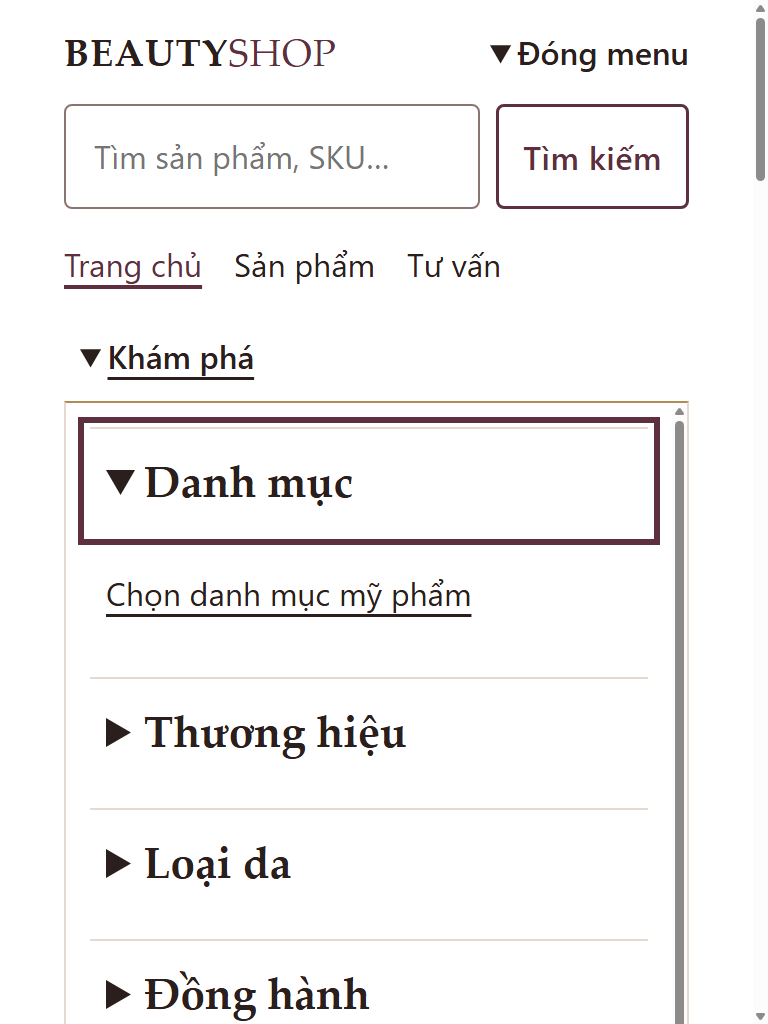 BEAUTYSHOP
Đóng menu
Tìm sản phẩm, SKU...
Tìm kiếm
Trang chủ Sản phẩm Tư vấn
Khám phá
Danh mục
Chọn danh mục mỹ phẩm
Thương hiệu
Loại da
Đồng hành